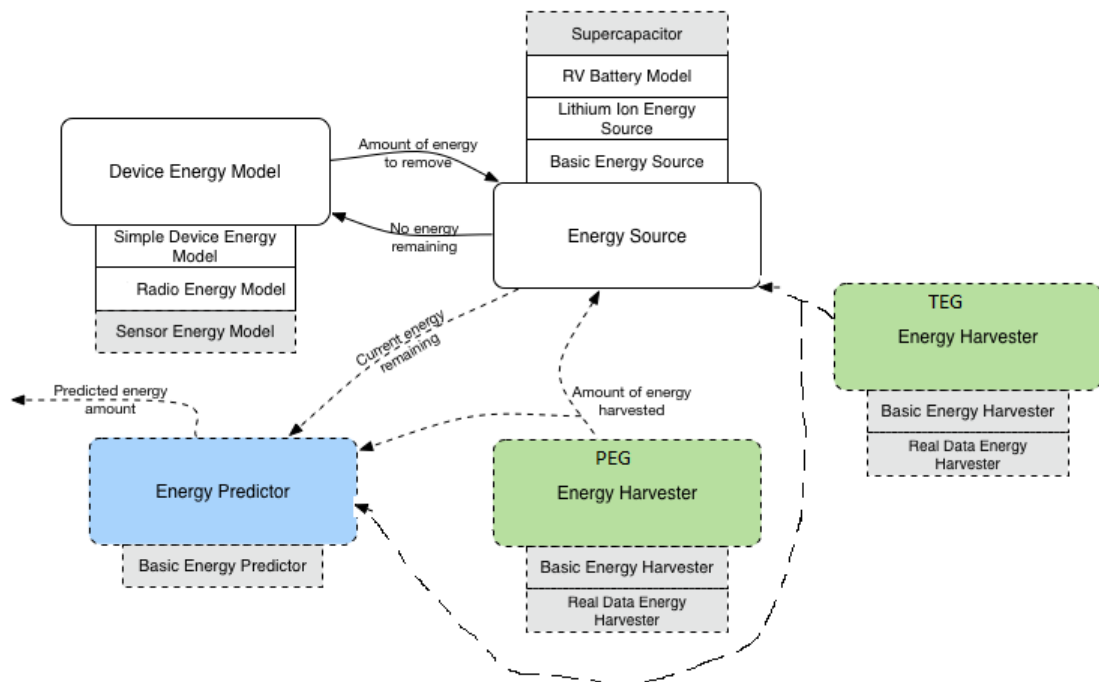 Supercapacitor
RV Battery Model
Lithium Ion Energy
Source
Basic Energy Source
Energy Source
Device Energy Model
Simple Device Energy
Model
Radio Energy Model
Sensor Energy Model
Amount of energy
to remove
No energy
remaining
Current energy
remaining
Predicted energy
amount
Amount of energy
harvested
TEG
Energy Harvester
Basic Energy Harvester
Real Data Energy
Harvester
Energy Predictor
Basic Energy Predictor
PEG
Energy Harvester
Basic Energy Harvester
Real Data Energy
Harvester